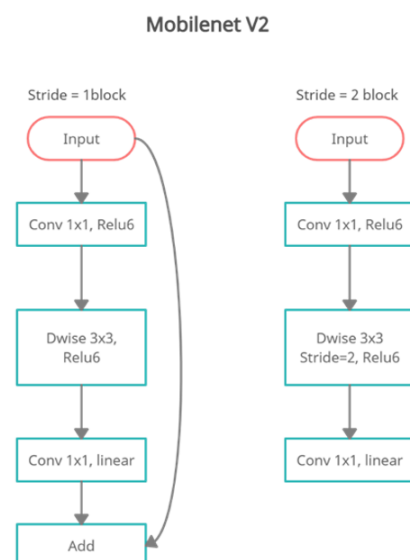 Mobilenet V2
Stride = 1block
Input
Conv 1x1, Relu6
Dwise 3x3,
Relu6
Conv 1x1, linear
Add
Stride = 2 block
Input
Conv 1x1, Relu6
Dwise 3x3
Stride=2, Relu6
Conv 1x1, linear